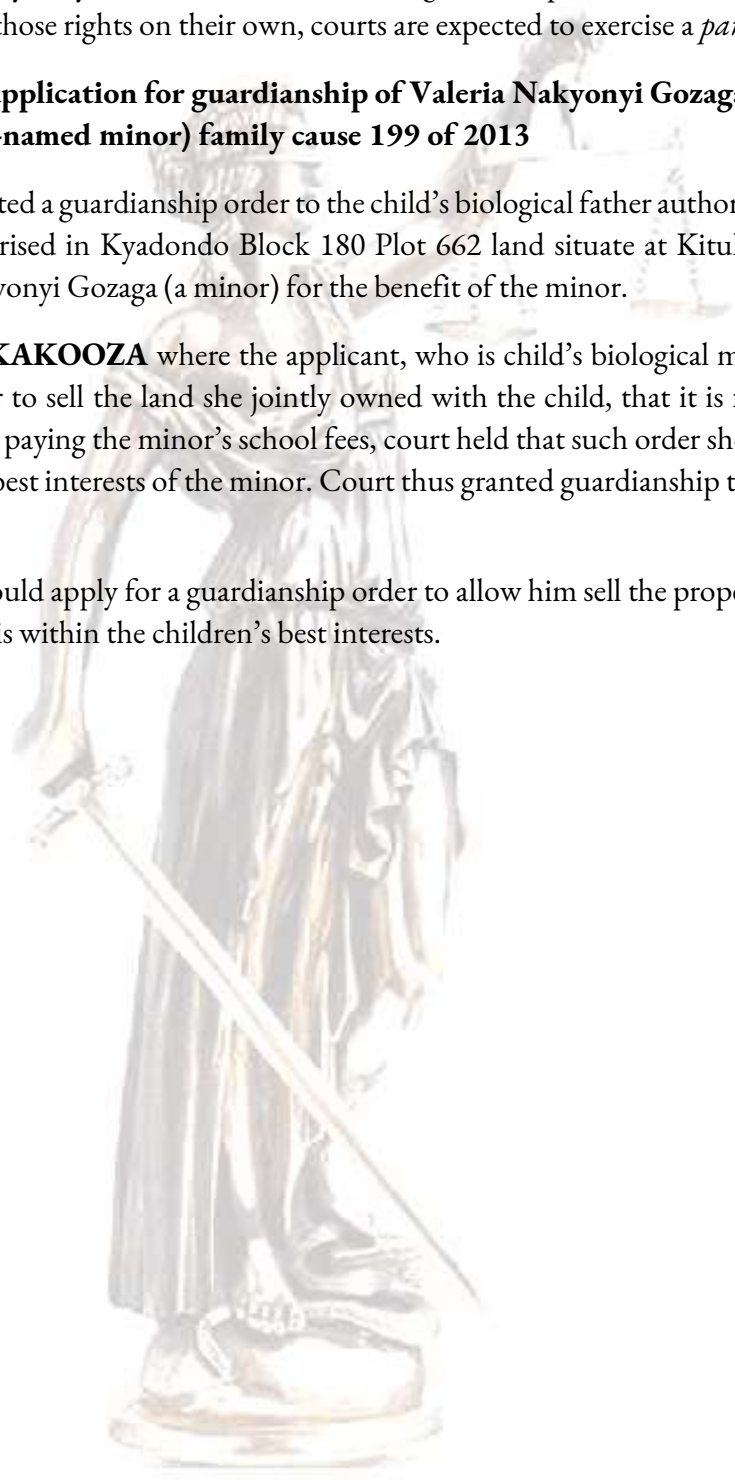 those rights on their own, courts are expected to exercise a
application for guardianship of Valeria Nakyonyi Gozaga
-named minor) family cause 199 of 2013
ted a guardianship order to the child's biological father author
rised in Kyadondo Block 180 Plot 662 land situate at Kitu
yonyi Gozaga (a minor) for the benefit of the minor.
KAKOOZA where the applicant, who is child's biological m
r to sell the land she jointly owned with the child, that it is
paying the minor's school fees, court held that such order sh
best interests of the minor. Court thus granted guardianship t
ould apply for a guardianship order to allow him sell the prop
is within the children's best interests.